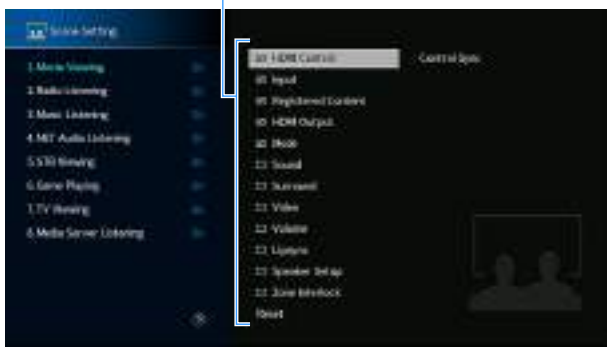 Scene Setting
1.Movie Viewing
2.Radio Listening
3.Music Listening
4.NET Audio Listening
5.STB Viewing
6.Game Playing
7.TV Viewing
8.Media Server Listening
HDMI Control
Control Sync
Input
Registered Content
HDMI Output
Mode
Sound
Surround
Video
Volume
Lipsync
Speaker Setup
Zone Interlock
Reset